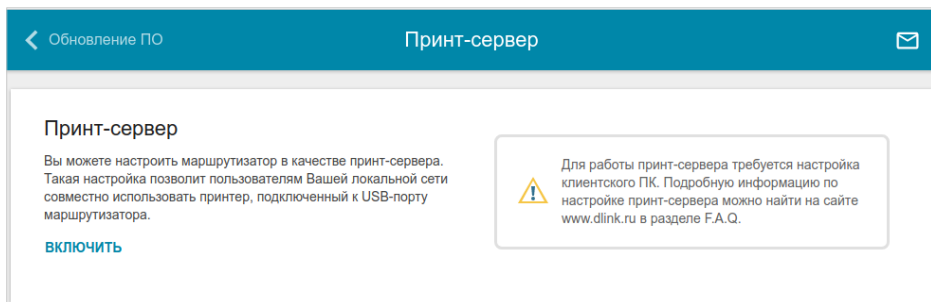 Обновление ПО
Принт-сервер
Принт-сервер
Вы можете настроить маршрутизатор в качестве принт-сервера.
Такая настройка позволит пользователям Вашей локальной сети
совместно использовать принтер, подключенный к USB-порту
маршрутизатора.
ВКЛЮЧИТЬ
Для работы принт-сервера требуется настройка
клиентского ПК. Подробную информацию по
настройке принт-сервера можно найти на сайте
www.dlink.ru в разделе F.A.Q.